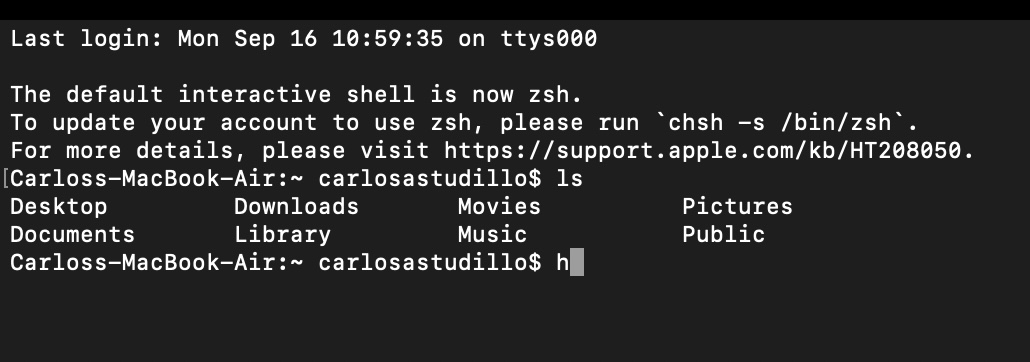 Last login: Mon Sep 16 10:59:35 on ttys000
The default interactive shell is now zsh.
To update your account to use zsh, please run `chsh -s /bin/zsh`.
For more details, please visit https://support.apple.com/kb/HT208050.
[Carloss-MacBook-Air:~ carlosastudillo$ ls
Desktop Downloads Movies Pictures
Documents Library Music Public
Carloss-MacBook-Air:~ carlosastudillo$ h